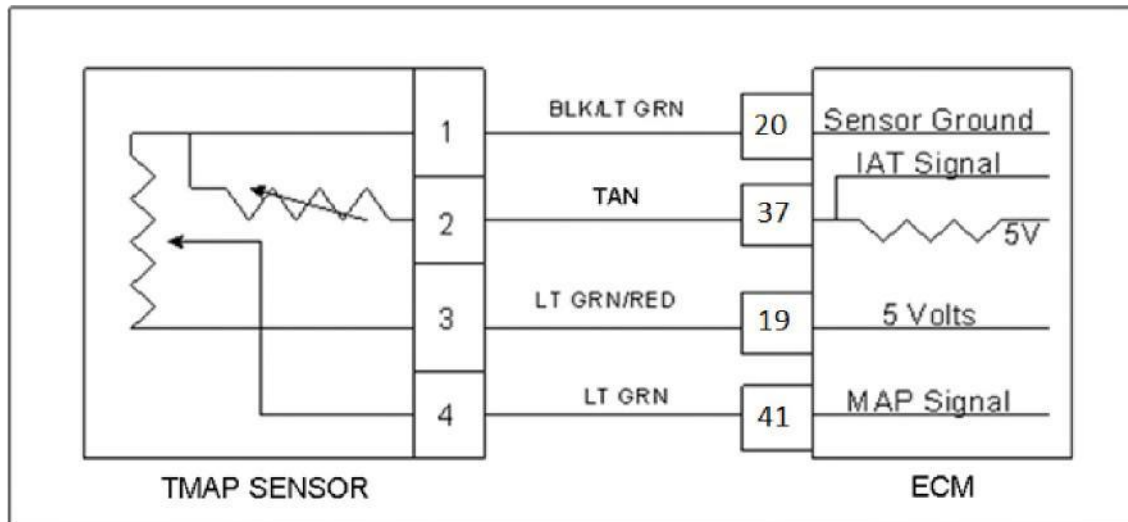 1 BLK/LT GRN 20 Sensor Ground
IAT Signal
2 TAN 37
5V
3 LT GRN/RED 19 5 Volts
4 LT GRN 41 MAP Signal
TMAP SENSOR ECM